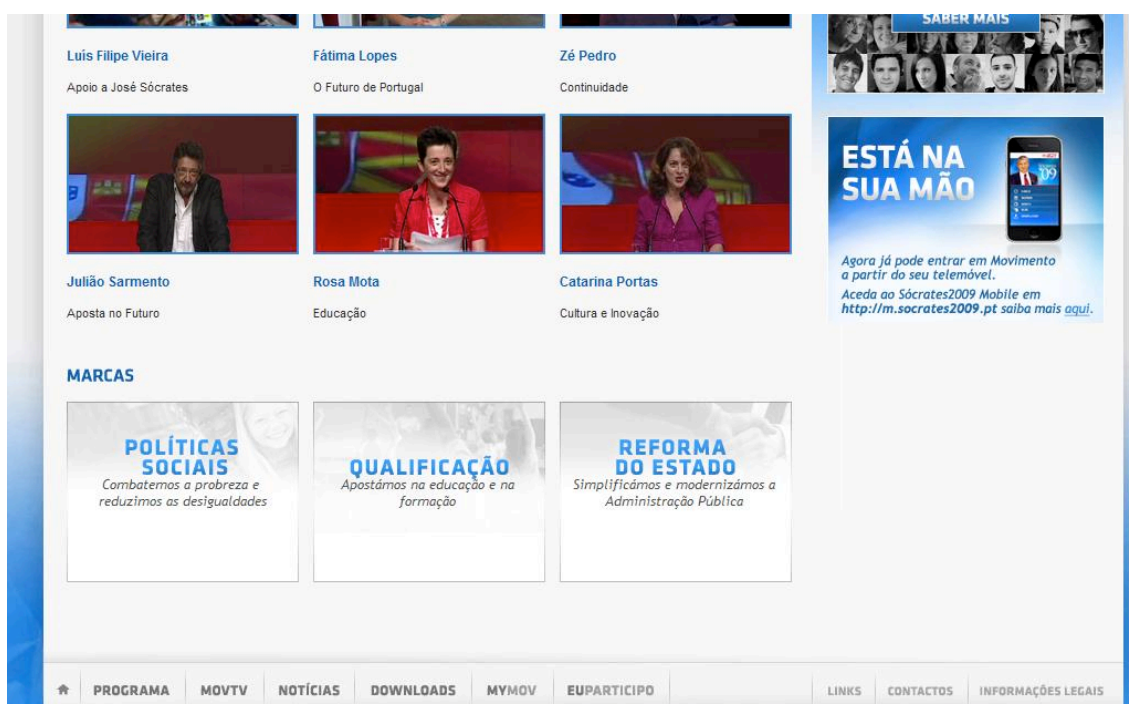 SABER MAIS
Luís Filipe Vieira
Apoio a José Sócrates
Fátima Lopes
O Futuro de Portugal
Zé Pedro
Continuidade
Julião Sarmento
Aposta no Futuro
Rosa Mota
Educação
Catarina Portas
Cultura e Inovação
ESTÁ NA
SUA MÃO
'09
Agora já pode entrar em Movimento
a partir do seu telemóvel.
Aceda ao Sócrates2009 Mobile em
http://m.socrates2009.pt saiba mais aqui.
MARCAS
POLÍTICAS
SOCIAIS
Combatemos a probreza e
reduzimos as desigualdades
QUALIFICAÇÃO
Apostámos na educação e na
formação
REFORMA
DO ESTADO
Simplificámos e modernizámos a
Administração Pública
PROGRAMA MOVTV NOTÍCIAS DOWNLOADS MYMOV EUPARTICIPO LINKS CONTACTOS INFORMAÇÕES LEGAIS